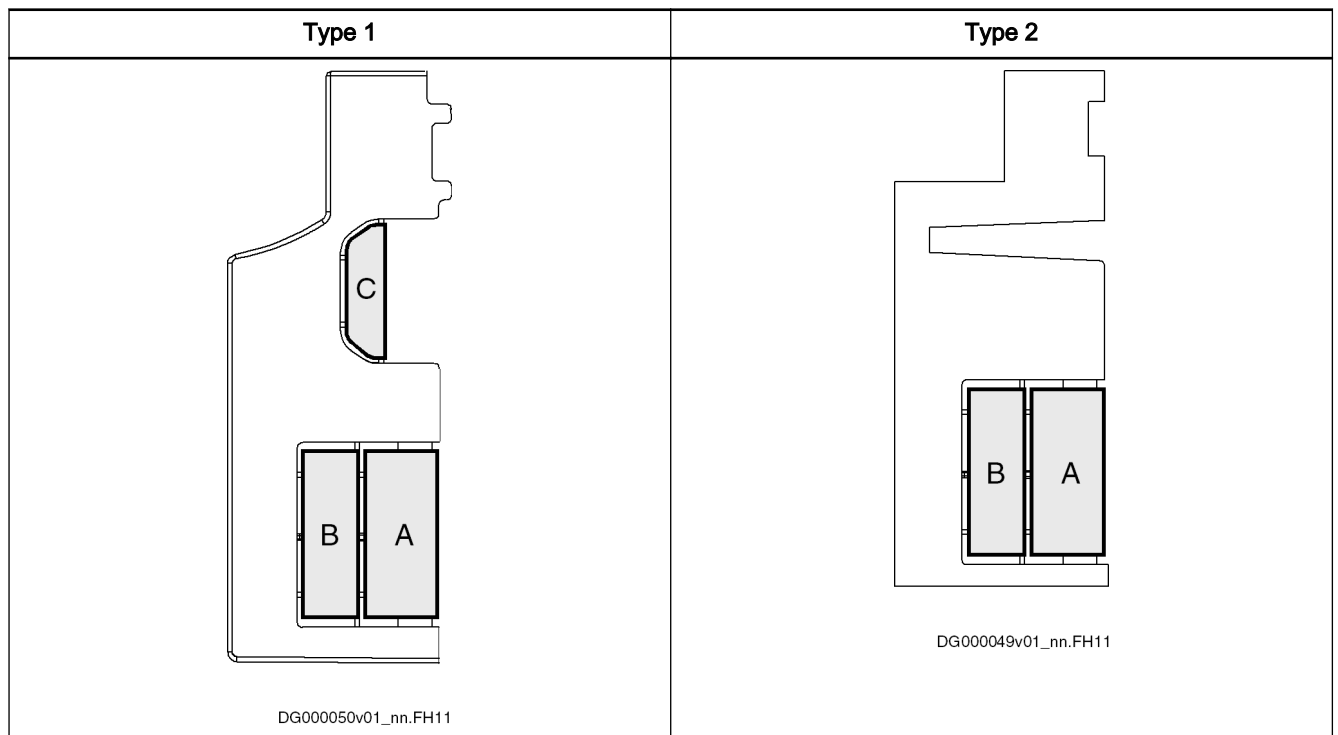 Type 1
Type 2
C
B
A
DG000050v01_nn.FH11
B
A
DG000049v01_nn.FH11